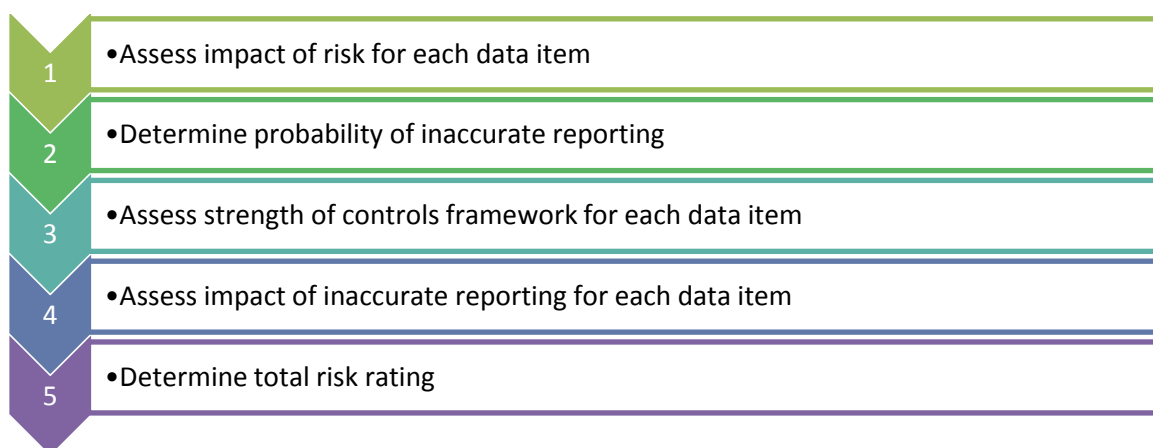 1
•Assess impact of risk for each data item
2
•Determine probability of inaccurate reporting
3
•Assess strength of controls framework for each data item
4
•Assess impact of inaccurate reporting for each data item
5
•Determine total risk rating